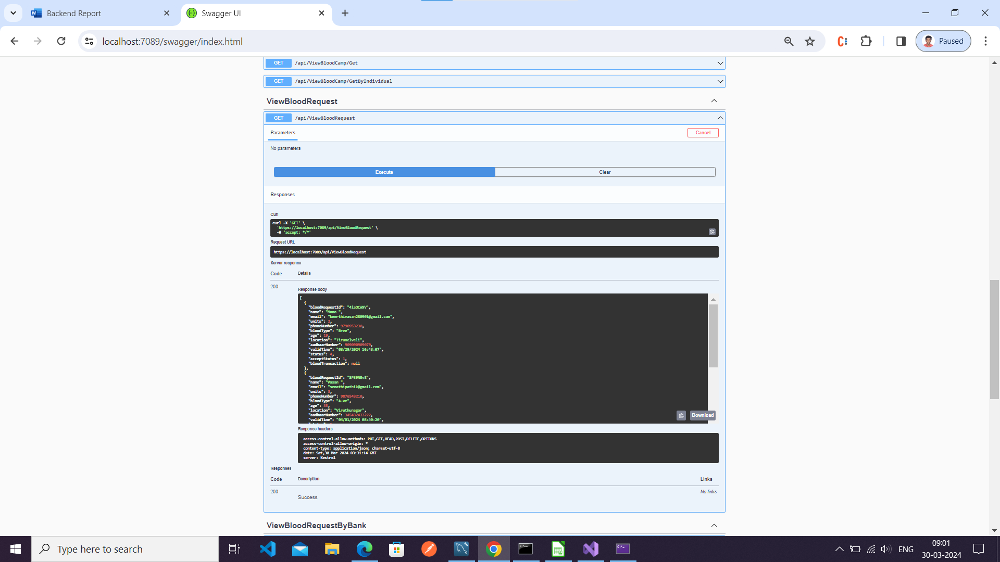 Backend Report
Swagger UI
localhost:7089/swagger/index.html
Paused
GET /api/ViewBloodCamp/Get
GET /api/ViewBloodCamp/GetByIndividual
ViewBloodRequest
GET /api/ViewBloodRequest
Parameters
Cancel
No parameters
Execute
Clear
Responses
Curl
curl -X 'GET' \
'https://localhost:7089/api/ViewBloodRequest' \
-H 'accept: */*'
Request URL
https://localhost:7089/api/ViewBloodRequest
Server response
Code Details
200
Response body
[
{
"bloodRequestId": "4iaOCW9V",
"name": "Mano ",
"email": "keerthivasan280901@gmail.com",
"units": 2,
"phoneNumber": 9790953230,
"bloodType": "B+ve",
"age": 19,
"location": "Tirunelveli",
"aadhaarNumber": 909090909079,
"validTime": "03/29/2024 16:43:07",
"status": 4,
"acceptStatus": 1,
"bloodTransaction": null
},
{
"bloodRequestId": "SP39NEvE",
"name": "Vasan ",
"email": "senathipathik@gmail.com",
"units": 3,
"phoneNumber": 9876543210,
"bloodType": "A-ve",
"age": 35,
"location": "Viruthunagar",
"aadhaarNumber": 345432433222,
"validTime": "04/01/2024 08:40:20",
Download
Response headers
access-control-allow-methods: PUT,GET,HEAD,POST,DELETE,OPTIONS
access-control-allow-origin: *
content-type: application/json; charset=utf-8
date: Sat,30 Mar 2024 03:31:14 GMT
server: Kestrel
Responses
Code Description Links
200
Success
No links
ViewBloodRequestByBank
Type here to search
ENG
09:01
30-03-2024